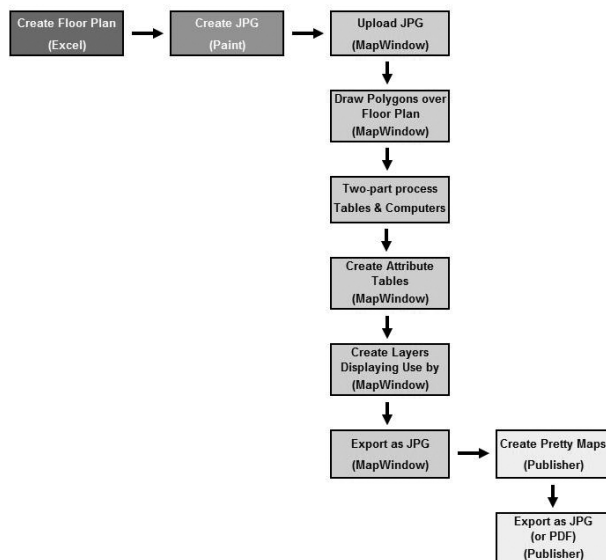 Create Floor Plan
(Excel)
Create JPG
(Paint)
Upload JPG
(MapWindow)
Draw Polygons over
Floor Plan
(MapWindow)
Two-part process
Tables & Computers
Create Attribute
Tables
(MapWindow)
Create Layers
Displaying Use by
(MapWindow)
Export as JPG
(MapWindow)
Create Pretty Maps
(Publisher)
Export as JPG
(or PDF)
(Publisher)